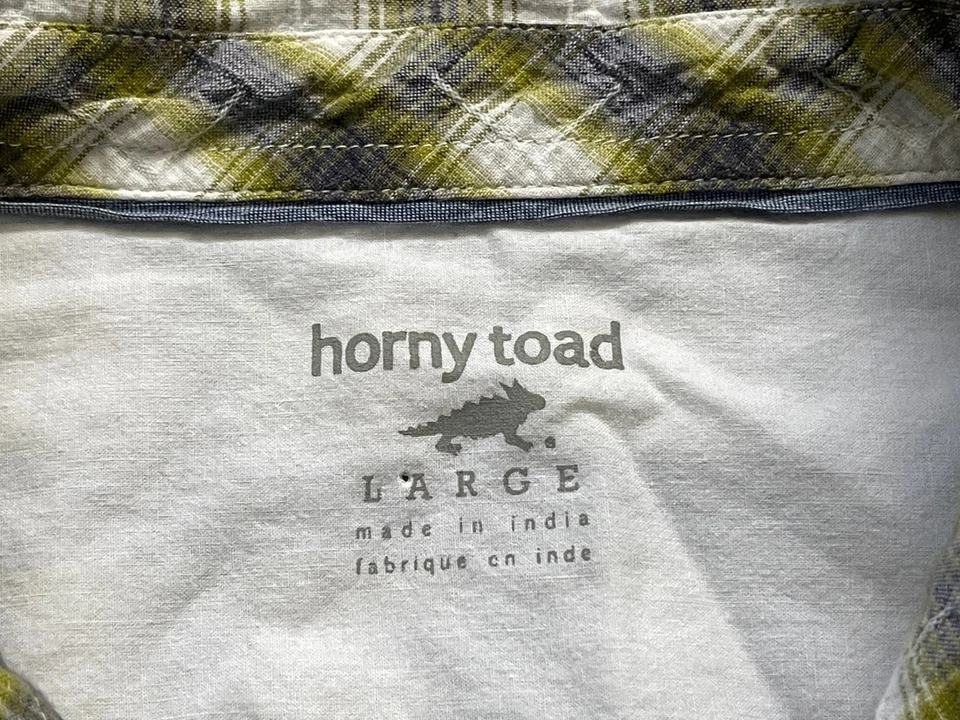 horny toad
LARGE
made in india
fabrique en inde